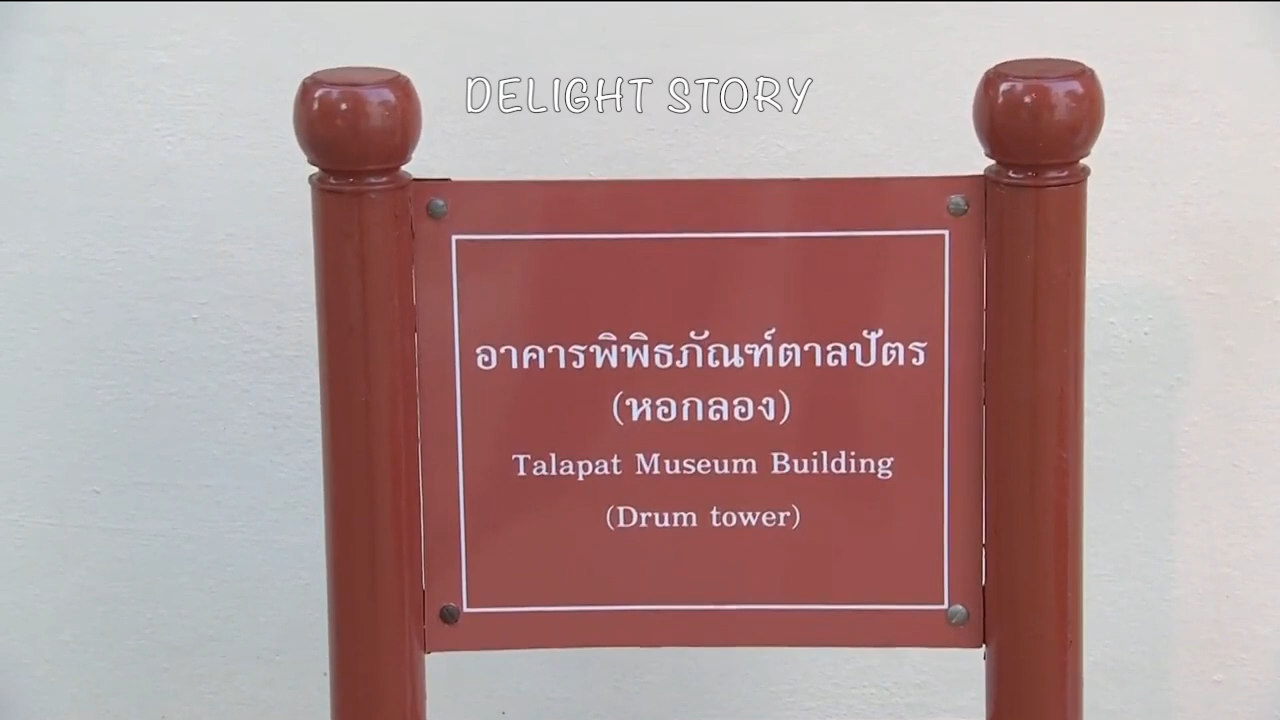 DELIGHT STORY
อาคารพิพิธภัณฑ์ตาลปัตร
(หอกลอง)
Talapat Museum Building
(Drum tower)